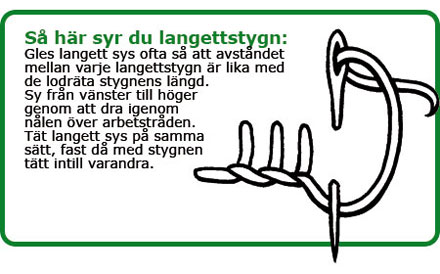 Så här syr du langettstygn:
Gles langett sys ofta så att avståndet
mellan varje langettstygn är lika med
de lodräta stygnens längd.
Sy från vänster till höger
genom att dra igenom
nålen över arbetstråden.
Tät langett sys på samma
sätt, fast då med stygnen
tätt intill varandra.